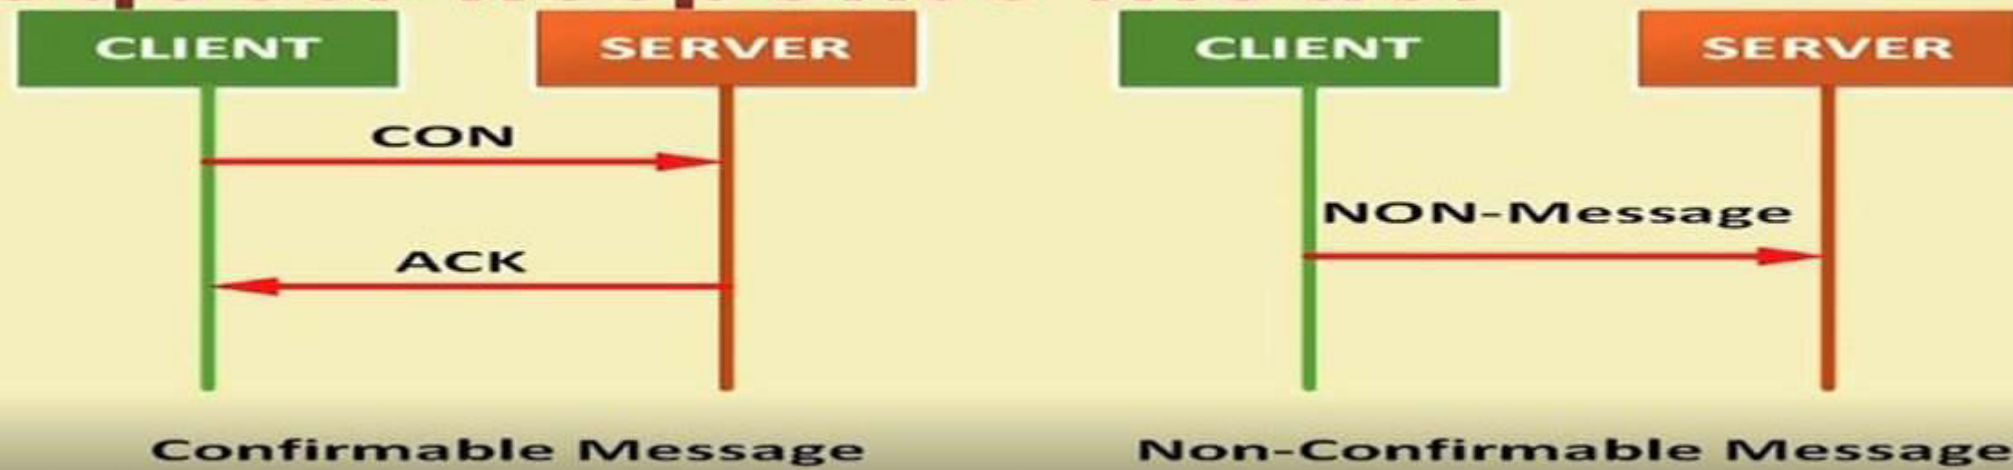 CLIENT SERVER CLIENT SERVER
CON
NON-Message
ACK
Confirmable Message Non-Confirmable Message